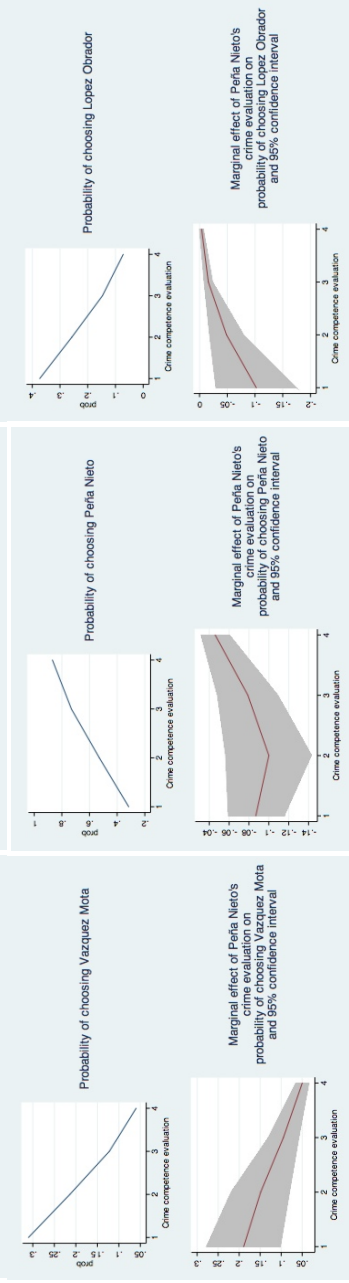 Probability of choosing Vazquez Mota
.3
.25
.2
.15
.1
.05
prob
1 2 3 4
Crime competence evaluation
Probability of choosing Peña Nieto
1
.8
.6
.4
.2
prob
1 2 3 4
Crime competence evaluation
Probability of choosing Lopez Obrador
.4
.3
.2
.1
0
prob
1 2 3 4
Crime competence evaluation
Marginal effect of Peña Nieto's
crime evaluation on
probability of choosing Vazquez Mota
and 95% confidence interval
.3
.25
.2
.15
.1
.05
1 2 3 4
Crime competence evaluation
Marginal effect of Peña Nieto's
crime evaluation on
probability of choosing Peña Nieto
and 95% confidence interval
-.04
-.06
-.08
-.1
-.12
-.14
1 2 3 4
Crime competence evaluation
Marginal effect of Peña Nieto's
crime evaluation on
probability of choosing Lopez Obrador
and 95% confidence interval
0
-.05
-.1
-.15
-.2
1 2 3 4
Crime competence evaluation